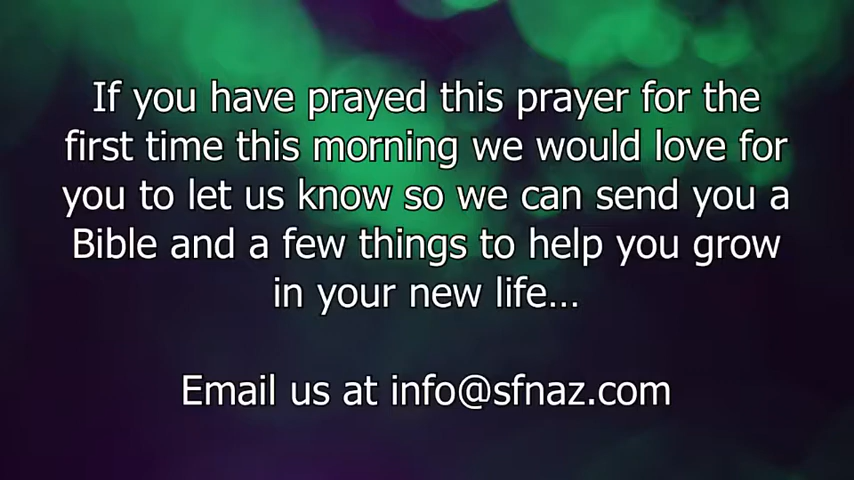 If you have prayed this prayer for the
first time this morning we would love for
you to let us know so we can send you a
Bible and a few things to help you grow
in your new life...
Email us at info@sfnaz.com